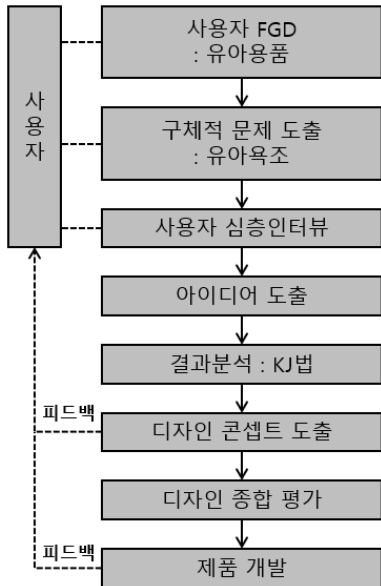 사용자
사용자 FGD
: 유아용품
구체적 문제 도출
: 유아욕조
사용자 심층인터뷰
아이디어 도출
결과분석 : KJ법
피드백
디자인 콘셉트 도출
디자인 종합 평가
피드백
제품 개발